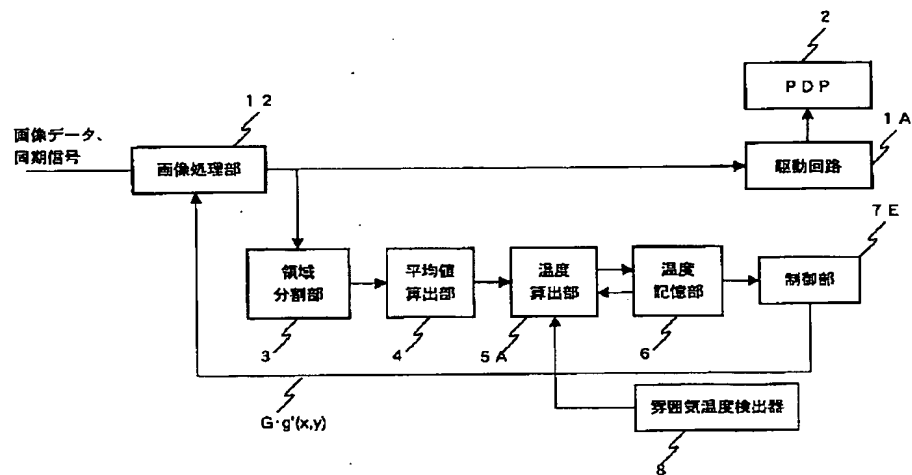 2
PDP
12
1A
画像データ、
同期信号
画像処理部
駆動回路
7E
領域
分割部
平均値
算出部
温度
算出部
温度
記憶部
制御部
3
4
5A
6
G・g'(x,y)
雰囲気温度検出器
8